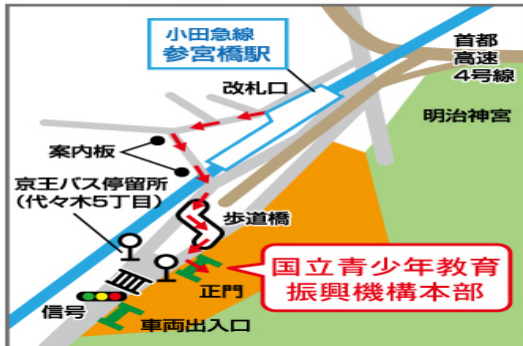 小田急線
参宮橋駅
改札口
首都
高速
4号線
明治神宮
案内板
京王バス停留所
(代々木5丁目)
歩道橋
国立青少年教育
振興機構本部
正門
信号
車両出入口